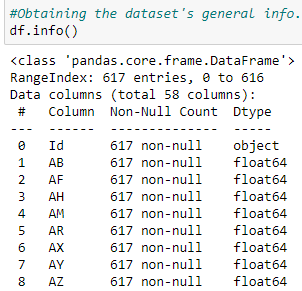 #Obtaining the dataset's general info.
df.info()
<class 'pandas.core.frame.DataFrame'>
RangeIndex: 617 entries, 0 to 616
Data columns (total 58 columns):
 #   Column  Non-Null Count  Dtype
---  ------  --------------  -----
 0   Id      617 non-null    object
 1   AB      617 non-null    float64
 2   AF      617 non-null    float64
 3   AH      617 non-null    float64
 4   AM      617 non-null    float64
 5   AR      617 non-null    float64
 6   AX      617 non-null    float64
 7   AY      617 non-null    float64
 8   AZ      617 non-null    float64